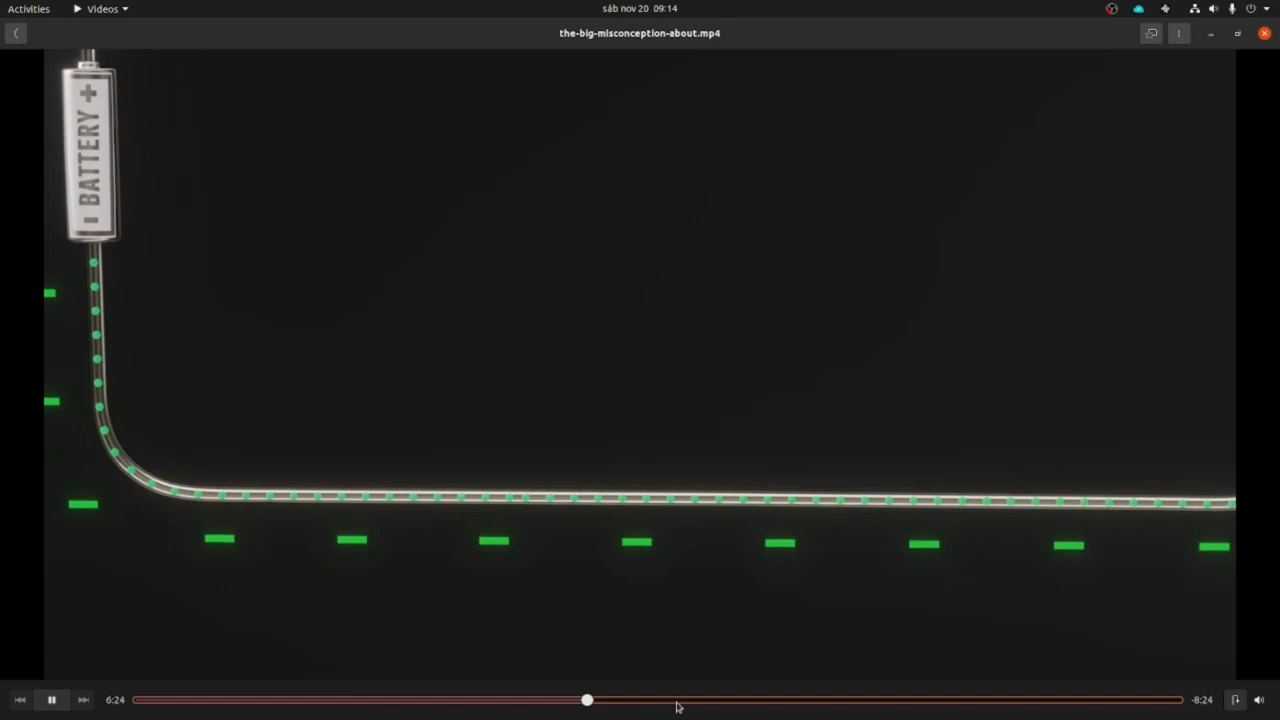 Activities
Videos
sáb nov 20 09:14
the-big-misconception-about.mp4
- BATTERY +
6:24
-8:24